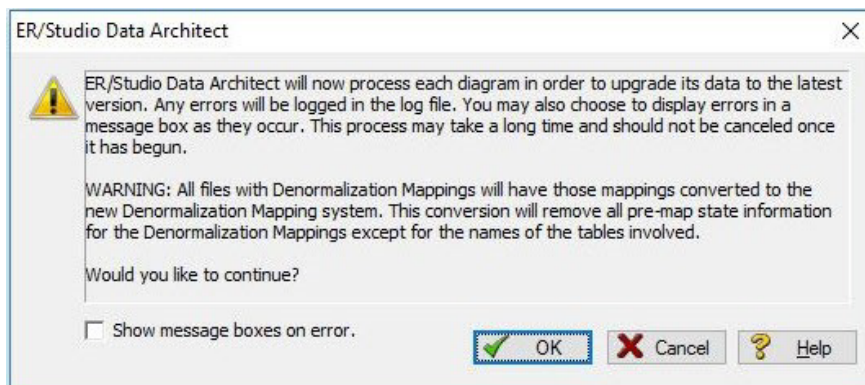 ER/Studio Data Architect
ER/Studio Data Architect will now process each diagram in order to upgrade its data to the latest
version. Any errors will be logged in the log file. You may also choose to display errors in a
message box as they occur. This process may take a long time and should not be canceled once
it has begun.
WARNING: All files with Denormalization Mappings will have those mappings converted to the
new Denormalization Mapping system. This conversion will remove all pre-map state information
for the Denormalization Mappings except for the names of the tables involved.
Would you like to continue?
Show message boxes on error.
OK Cancel Help